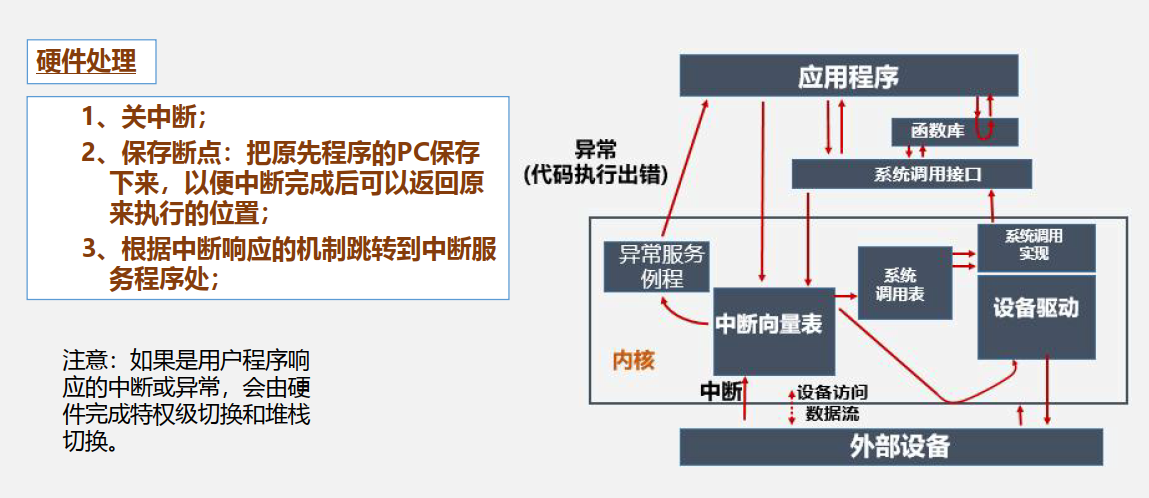 硬件处理
1、关中断；
2、保存断点：把原先程序的PC保存
下来，以便中断完成后可以返回原
来执行的位置；
3、根据中断响应的机制跳转到中断服
务程序处；
注意：如果是用户程序响
应的中断或异常，会由硬
件完成特权级切换和堆栈
切换。
应用程序
函数库
异常
(代码执行出错)
系统调用接口
系统调用
实现
异常服务
例程
系统
调用表
设备驱动
中断向量表
内核
中断
设备访问
数据流
外部设备